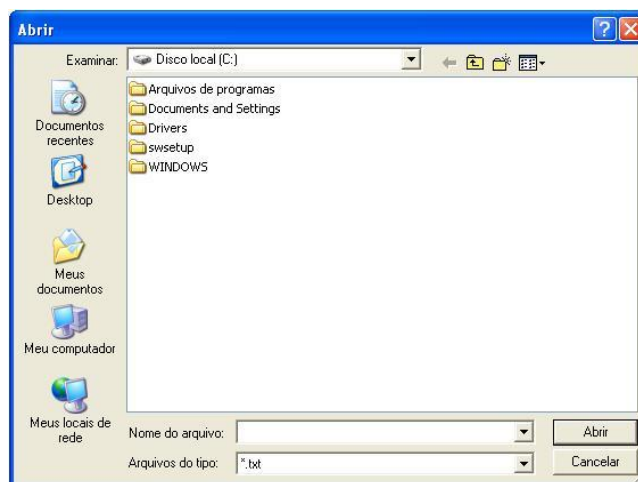 Abrir
Examinar:
Disco local (C:)
Documentos
recentes
Desktop
Meus
documentos
Meu computador
Meus locais de
rede
Arquivos de programas
Documents and Settings
Drivers
swsetup
WINDOWS
Nome do arquivo:
Abrir
Arquivos do tipo:
*.txt
Cancelar